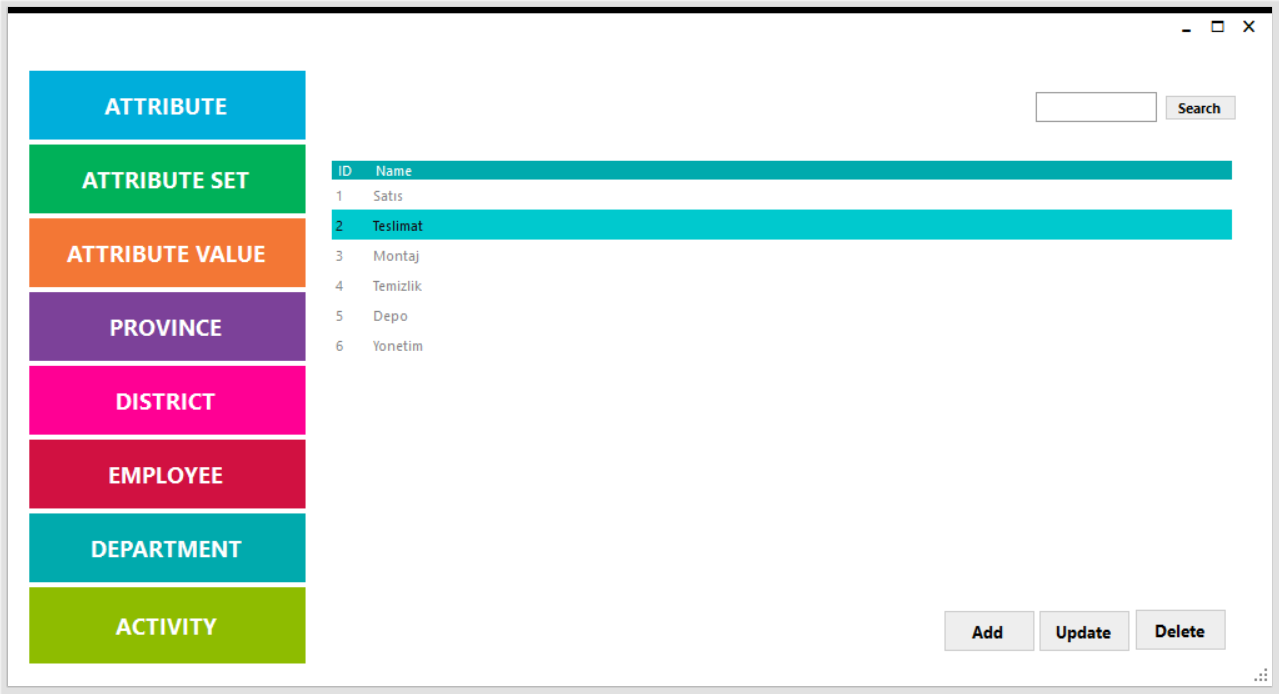 ATTRIBUTE
ATTRIBUTE SET
ATTRIBUTE VALUE
PROVINCE
DISTRICT
EMPLOYEE
DEPARTMENT
ACTIVITY
Search
ID Name
1 Satıs
2 Teslimat
3 Montaj
4 Temizlik
5 Depo
6 Yonetim
Add Update Delete